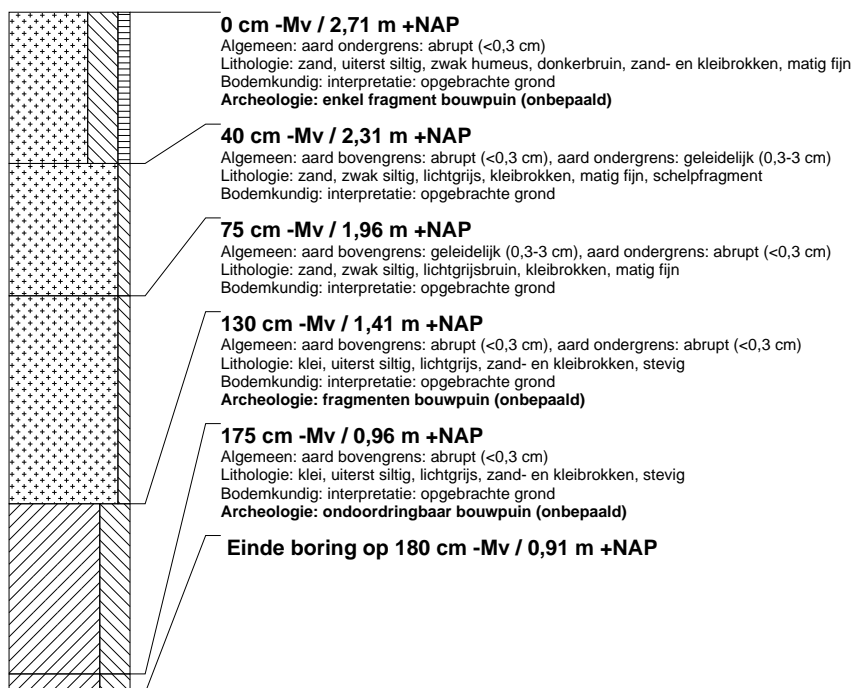 0 cm -Mv / 2,71 m +NAP
Algemeen: aard ondergrens: abrupt (<0,3 cm)
Lithologie: zand, uiterst siltig, zwak humeus, donkerbruin, zand- en kleibrokken, matig fijn
Bodemkundig: interpretatie: opgebrachte grond
Archeologie: enkel fragment bouwpuin (onbepaald)
40 cm -Mv / 2,31 m +NAP
Algemeen: aard bovengrens: abrupt (<0,3 cm), aard ondergrens: geleidelijk (0,3-3 cm)
Lithologie: zand, zwak siltig, lichtgrijs, kleibrokken, matig fijn, schelpfragment
Bodemkundig: interpretatie: opgebrachte grond
75 cm -Mv / 1,96 m +NAP
Algemeen: aard bovengrens: geleidelijk (0,3-3 cm), aard ondergrens: abrupt (<0,3 cm)
Lithologie: zand, zwak siltig, lichtgrijsbruin, kleibrokken, matig fijn
Bodemkundig: interpretatie: opgebrachte grond
130 cm -Mv / 1,41 m +NAP
Algemeen: aard bovengrens: abrupt (<0,3 cm), aard ondergrens: abrupt (<0,3 cm)
Lithologie: klei, uiterst siltig, lichtgrijs, zand- en kleibrokken, stevig
Bodemkundig: interpretatie: opgebrachte grond
Archeologie: fragmenten bouwpuin (onbepaald)
175 cm -Mv / 0,96 m +NAP
Algemeen: aard bovengrens: abrupt (<0,3 cm)
Lithologie: klei, uiterst siltig, lichtgrijs, zand- en kleibrokken, stevig
Bodemkundig: interpretatie: opgebrachte grond
Archeologie: ondoordringbaar bouwpuin (onbepaald)
Einde boring op 180 cm -Mv / 0,91 m +NAP